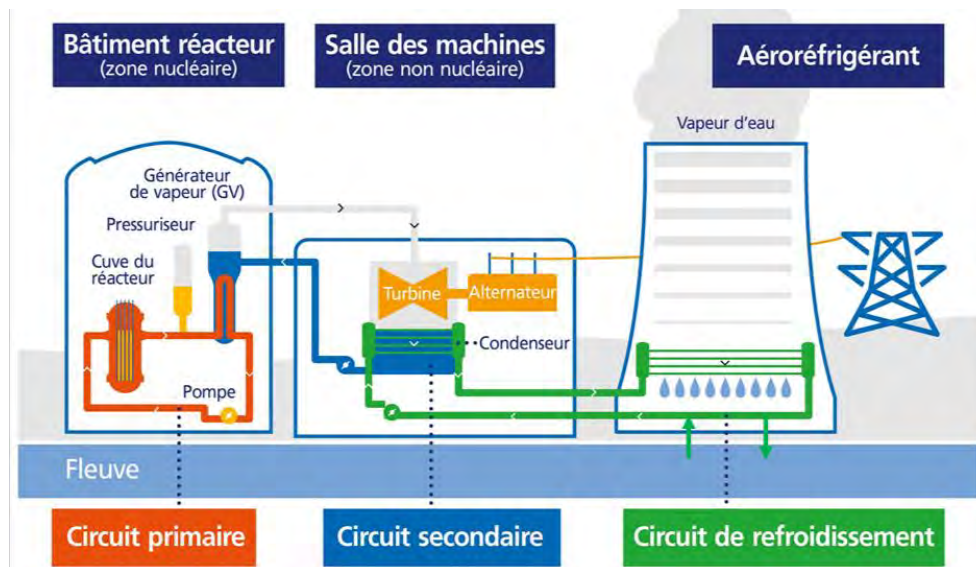 Bâtiment réacteur
(zone nucléaire)
Salle des machines
(zone non nucléaire)
Aéroréfrigérant
Vapeur d'eau
Générateur
de vapeur (GV)
Pressuriseur
Cuve du
réacteur
Turbine
Alternateur
Condenseur
Pompe
Fleuve
Circuit primaire
Circuit secondaire
Circuit de refroidissement